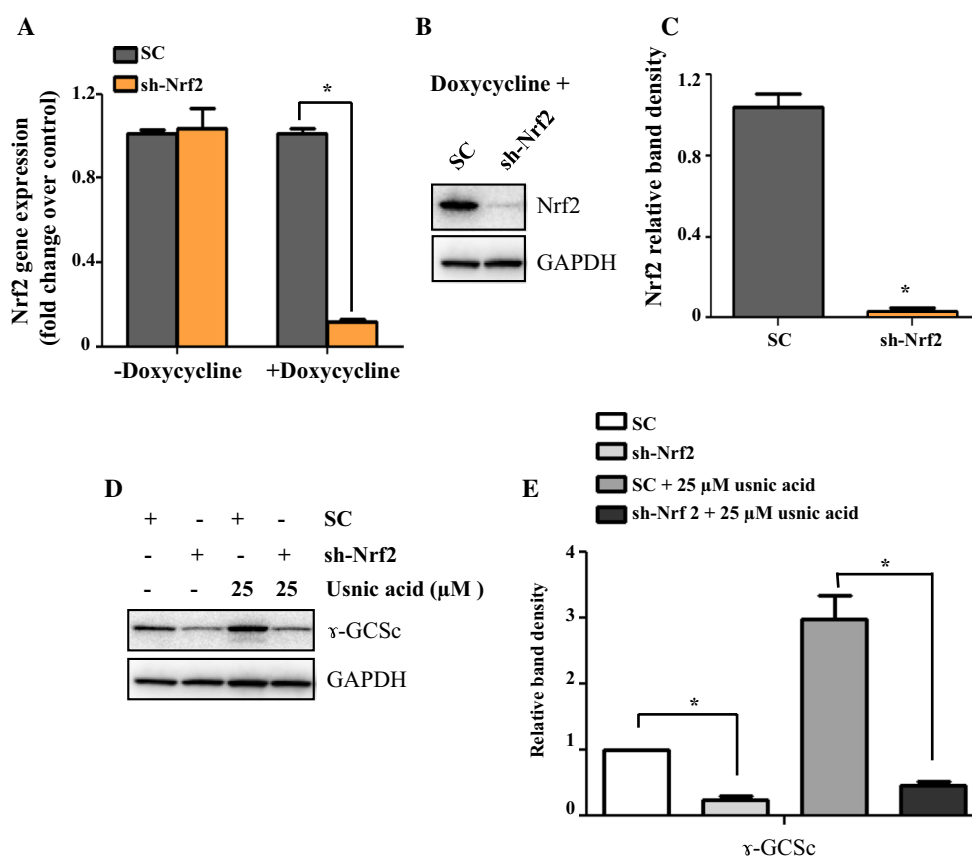 A
SC
sh-Nrf2
Nrf2 gene expression
(fold change over control)
1.2
0.8
0.4
0
*
-Doxycycline
+Doxycycline
B
Doxycycline +
SC
sh-Nrf2
Nrf2
GAPDH
C
Nrf2 relative band density
1.2
0.8
0.4
0
*
SC
sh-Nrf2
D
+ - + - SC
- + - + sh-Nrf2
- - 25 25 Usnic acid (µM )
ɤ-GCSc
GAPDH
SC
sh-Nrf2
SC + 25 µM usnic acid
sh-Nrf 2 + 25 µM usnic acid
E
Relative band density
4
3
2
1
0
*
*
ɤ-GCSc